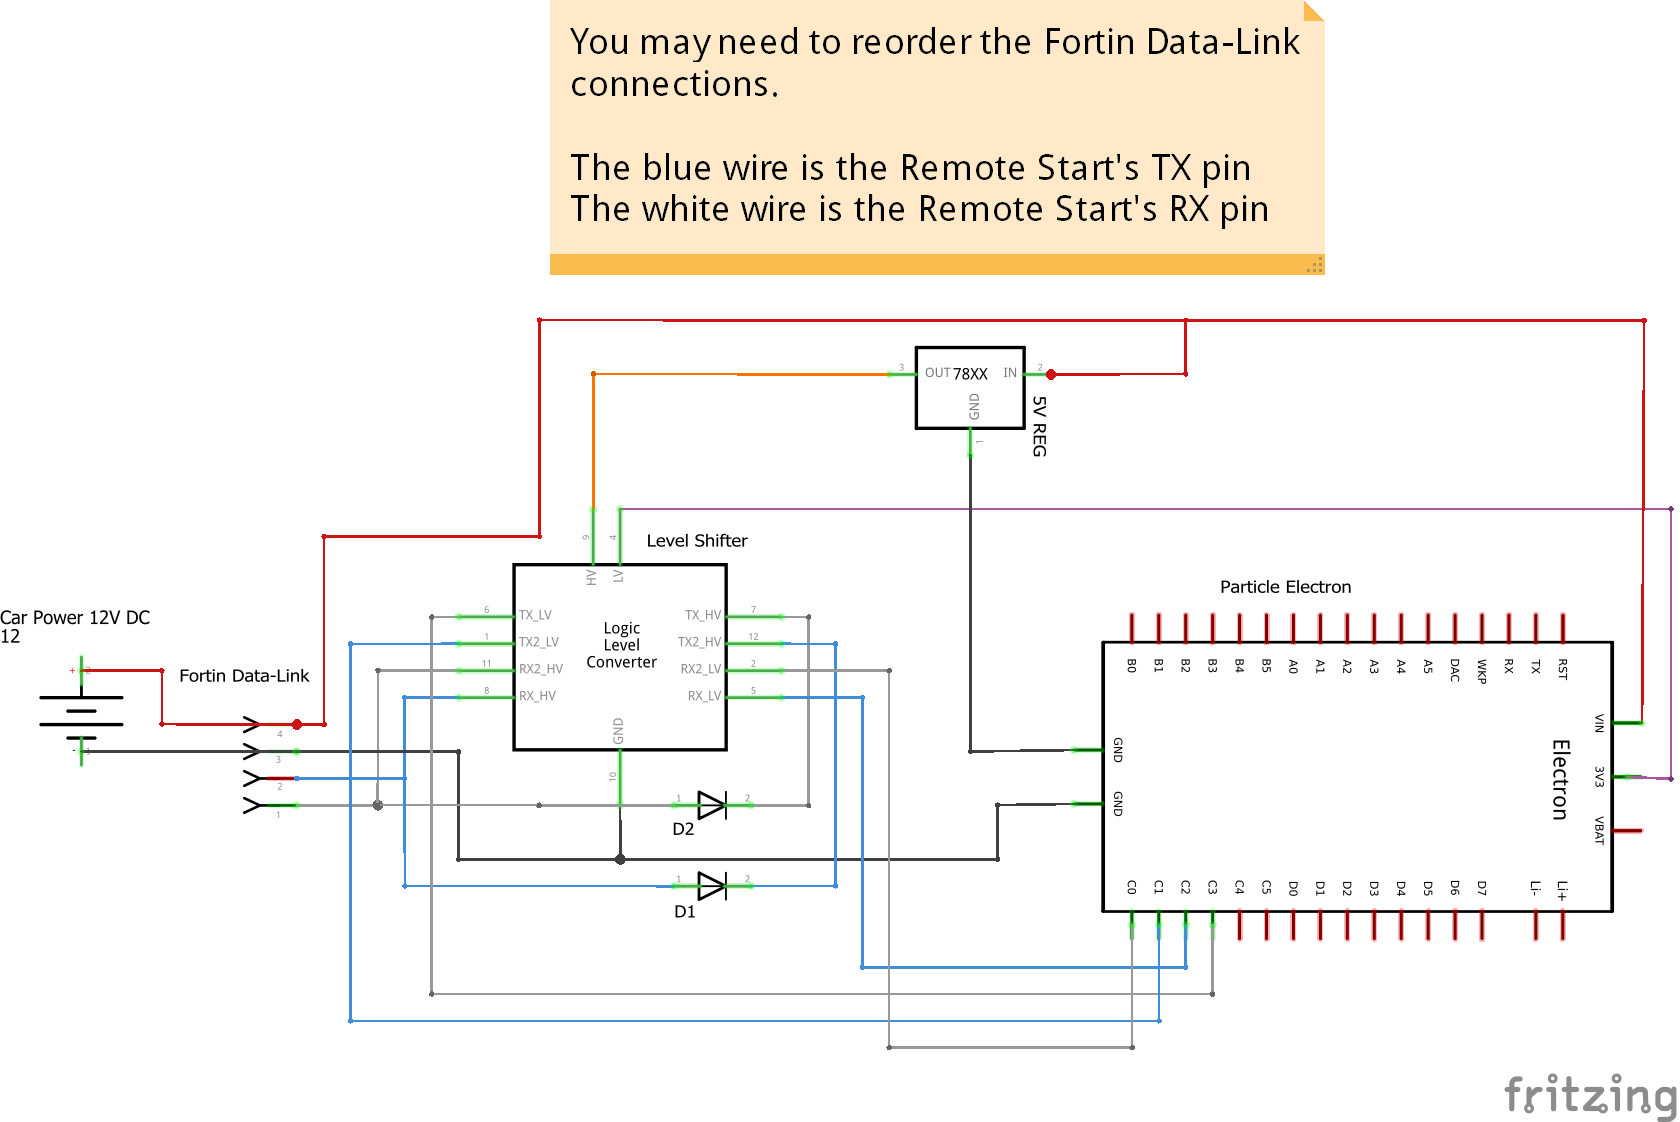 You may need to reorder the Fortin Data-Link
connections.
The blue wire is the Remote Start's TX pin
The white wire is the Remote Start's RX pin
3 OUT 78XX IN 2
GND
1
5V REG
9 4
HV LV
Level Shifter
Particle Electron
Car Power 12V DC
12
+ 2
- 1
Fortin Data-Link
4
3
2
1
6 TX_LV TX_HV 7
1 TX2_LV TX2_HV 12
11 RX2_HV RX2_LV 2
8 RX_HV RX_LV 5
Logic
Level
Converter
GND
10
1 2
D2
1 2
D1
B0 B1 B2 B3 B4 B5 A0 A1 A2 A3 A4 A5 DAC WKP RX TX RST
GND
GND
VIN
3V3
VBAT
Electron
C0 C1 C2 C3 C4 C5 D0 D1 D2 D3 D4 D5 D6 D7 Li- Li+
fritzing